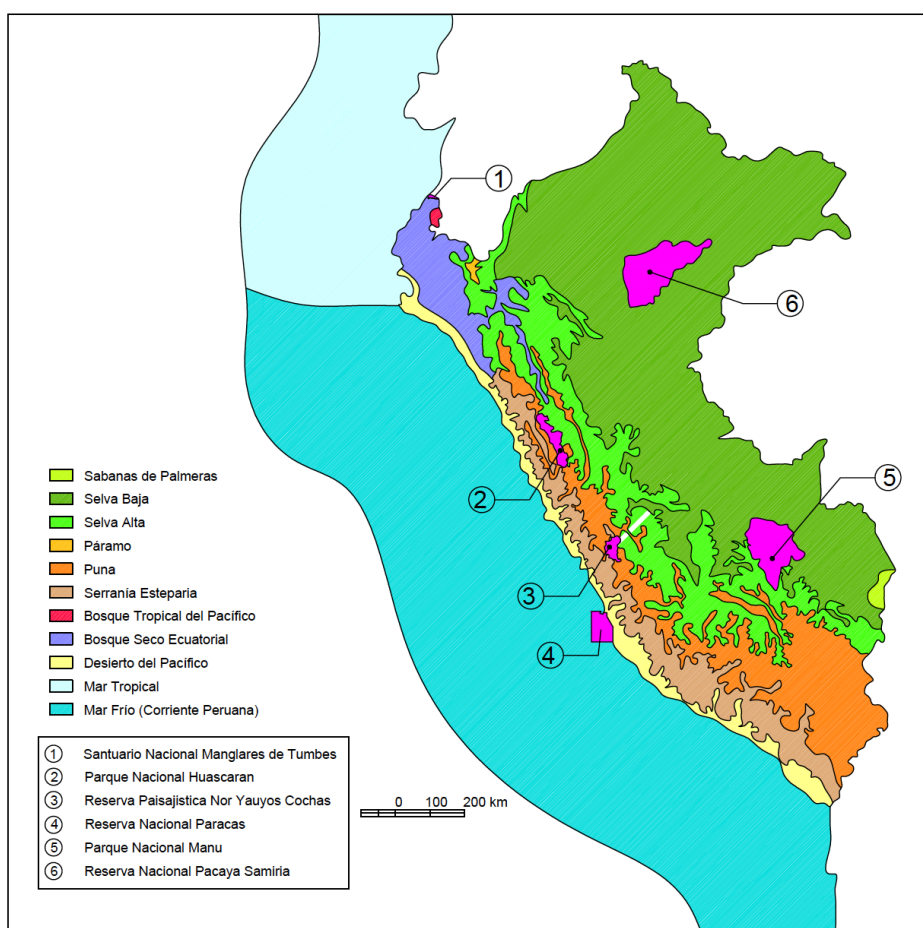 1
6
5
2
3
4
Sabanas de Palmeras
Selva Baja
Selva Alta
Páramo
Puna
Serranía Esteparia
Bosque Tropical del Pacífico
Bosque Seco Ecuatorial
Desierto del Pacífico
Mar Tropical
Mar Frío (Corriente Peruana)
1 Santuario Nacional Manglares de Tumbes
2 Parque Nacional Huascaran
3 Reserva Paisajistica Nor Yauyos Cochas
4 Reserva Nacional Paracas
5 Parque Nacional Manu
6 Reserva Nacional Pacaya Samiria
0 100 200 km